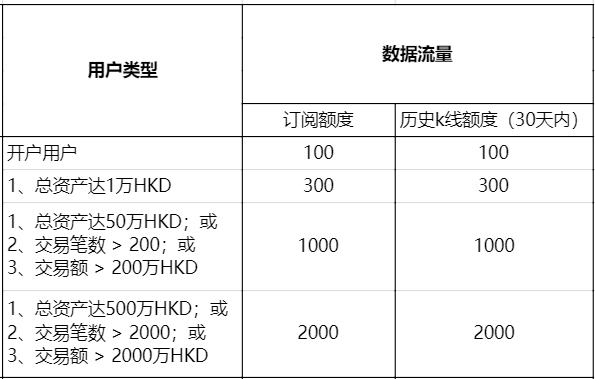 用户类型
数据流量
订阅额度
历史k线额度（30天内）
开户用户
100
100
1、总资产达1万HKD
300
300
1、总资产达50万HKD；或
2、交易笔数 > 200；或
3、交易额 > 200万HKD
1000
1000
1、总资产达500万HKD；或
2、交易笔数 > 2000；或
3、交易额 > 2000万HKD
2000
2000